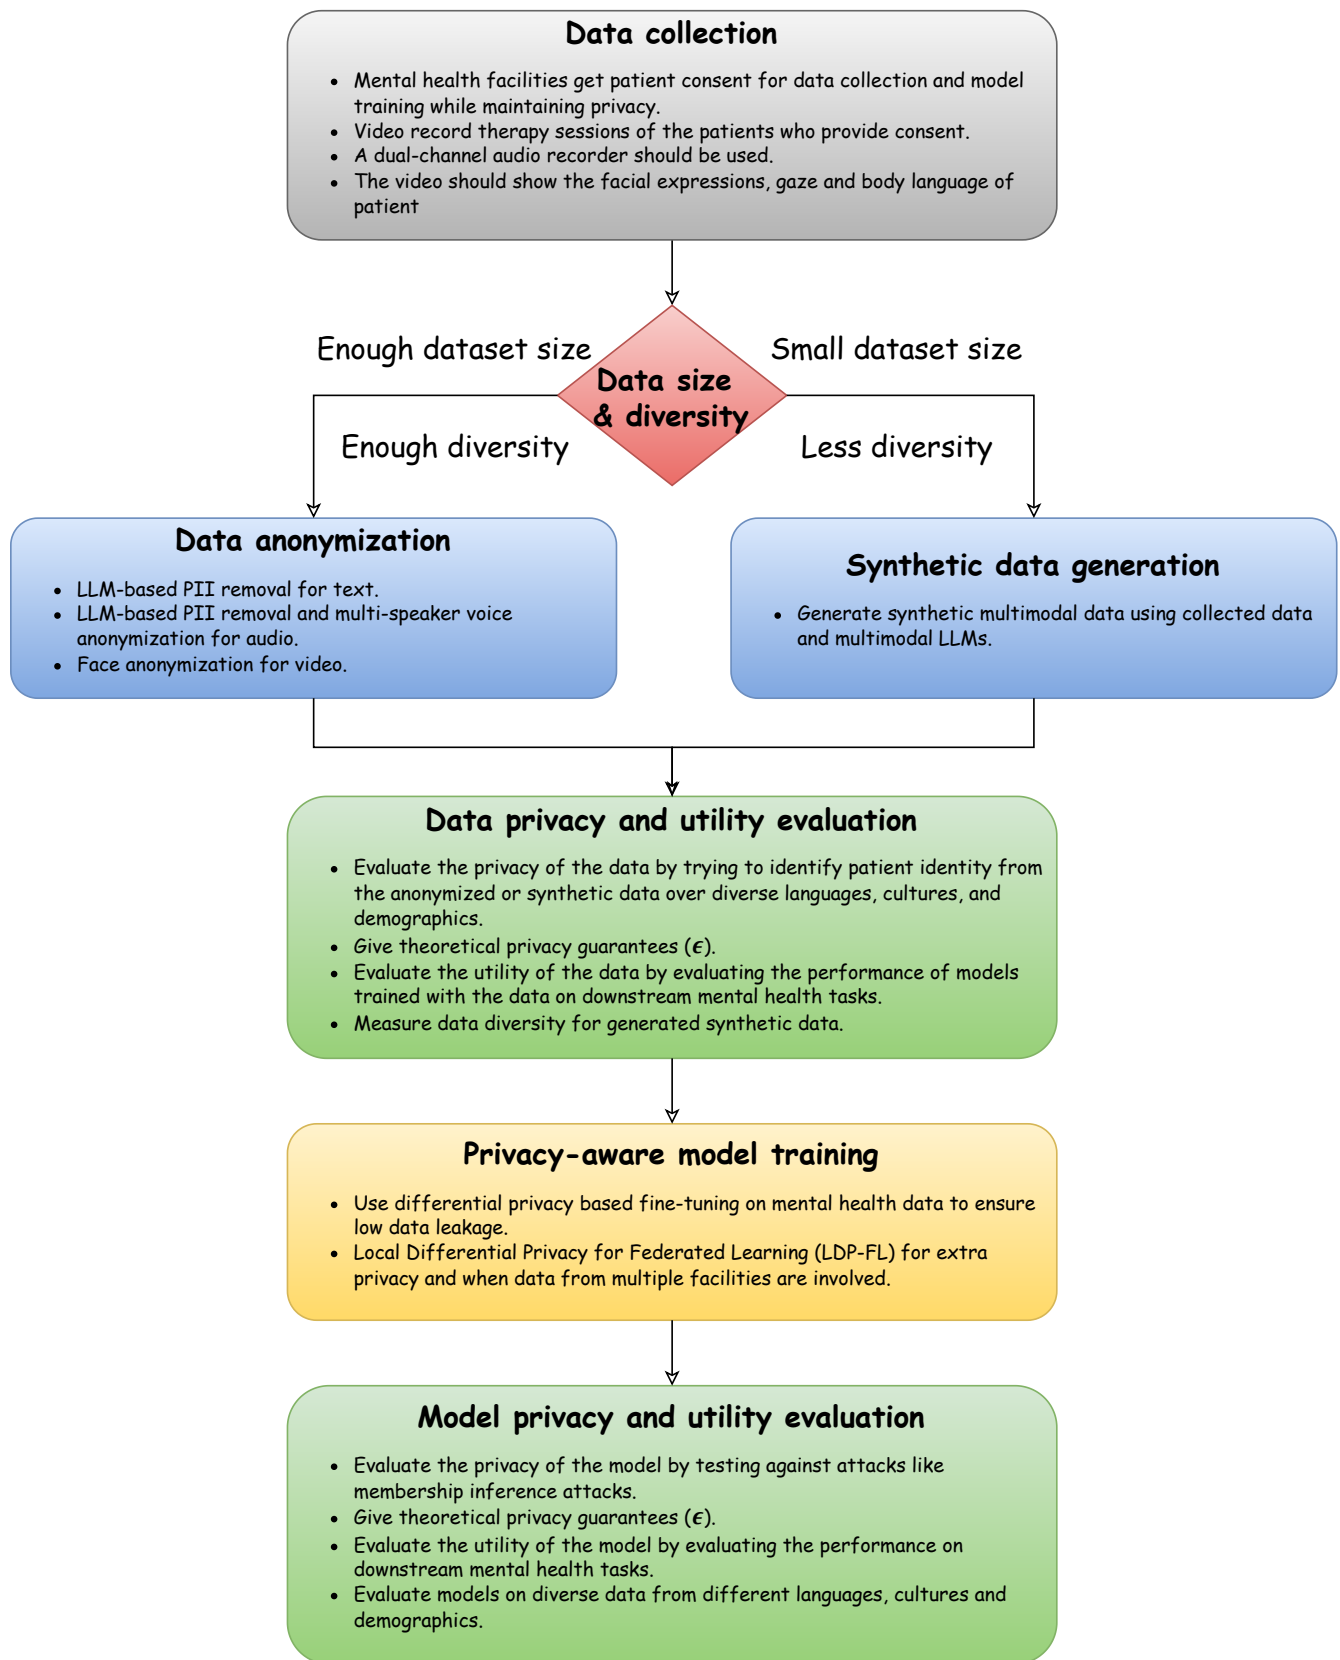 Data collection
• Mental health facilities get patient consent for data collection and model
training while maintaining privacy.
• Video record therapy sessions of the patients who provide consent.
• A dual-channel audio recorder should be used.
• The video should show the facial expressions, gaze and body language of
patient
Enough dataset size
Small dataset size
Data size
& diversity
Enough diversity
Less diversity
Data anonymization
• LLM-based PII removal for text.
• LLM-based PII removal and multi-speaker voice
anonymization for audio.
• Face anonymization for video.
Synthetic data generation
• Generate synthetic multimodal data using collected data
and multimodal LLMs.
Data privacy and utility evaluation
• Evaluate the privacy of the data by trying to identify patient identity from
the anonymized or synthetic data over diverse languages, cultures, and
demographics.
• Give theoretical privacy guarantees (ϵ).
• Evaluate the utility of the data by evaluating the performance of models
trained with the data on downstream mental health tasks.
• Measure data diversity for generated synthetic data.
Privacy-aware model training
• Use differential privacy based fine-tuning on mental health data to ensure
low data leakage.
• Local Differential Privacy for Federated Learning (LDP-FL) for extra
privacy and when data from multiple facilities are involved.
Model privacy and utility evaluation
• Evaluate the privacy of the model by testing against attacks like
membership inference attacks.
• Give theoretical privacy guarantees (ϵ).
• Evaluate the utility of the model by evaluating the performance on
downstream mental health tasks.
• Evaluate models on diverse data from different languages, cultures and
demographics.